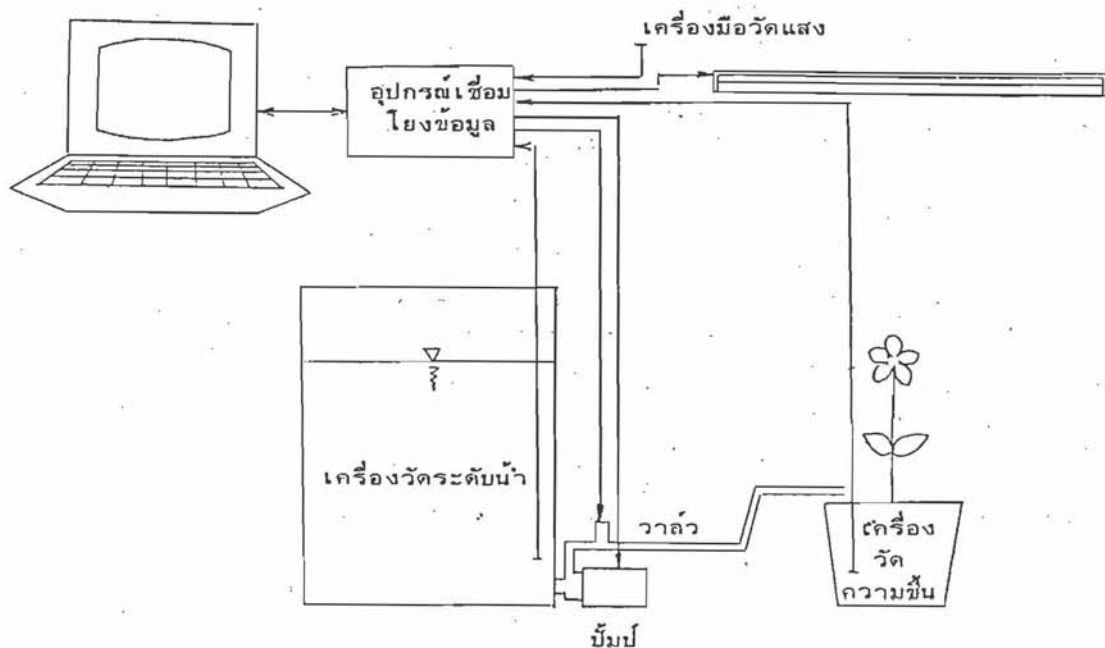 เครื่องมือวัดแสง
อุปกรณ์เชื่อม
โยงข้อมูล
เครื่องวัดระดับน้ำ
วาล์ว
เครื่อง
วัด
ความชื้น
ปั๊มป์